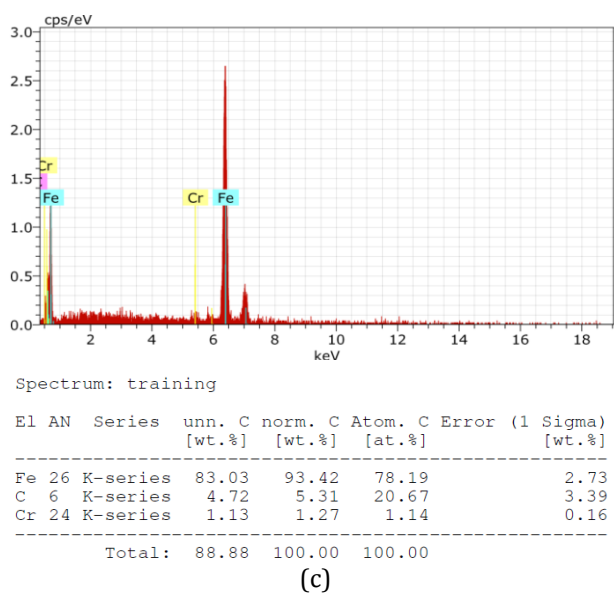 cps/eV
3.0
2.5
2.0
1.5
1.0
0.5
0.0
Cr
Fe
Cr
Fe
2 4 6 8 10 12 14 16 18
keV
Spectrum: training
El AN Series unn. C norm. C Atom. C Error (1 Sigma)
[wt.%] [wt.%] [at.%] [wt.%]
Fe 26 K-series 83.03 93.42 78.19 2.73
C 6 K-series 4.72 5.31 20.67 3.39
Cr 24 K-series 1.13 1.27 1.14 0.16
Total: 88.88 100.00 100.00
(c)